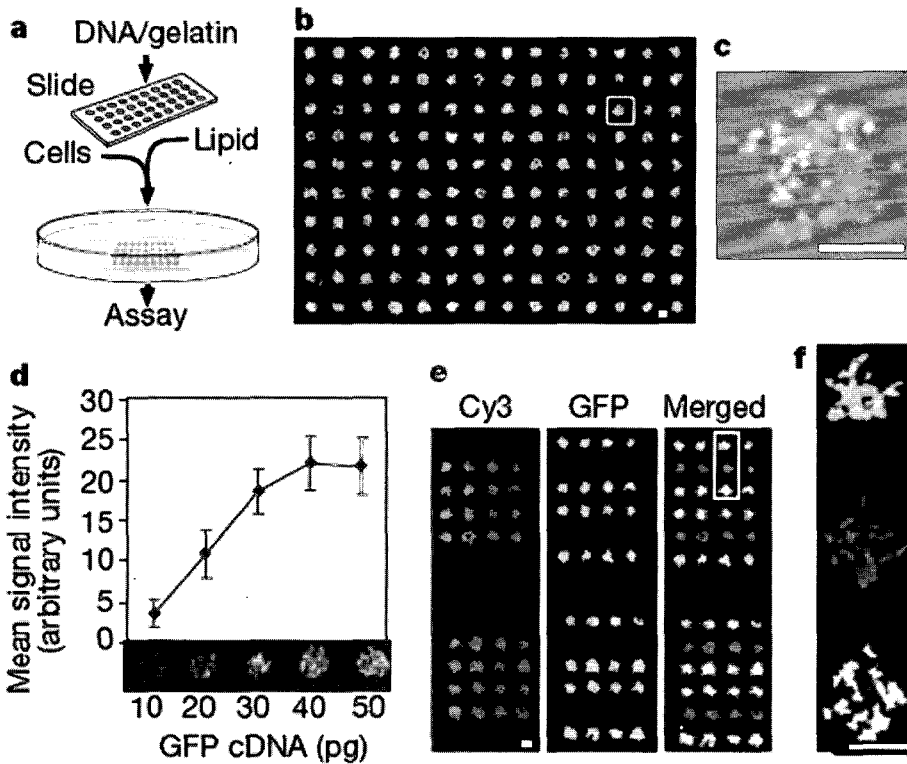 a
DNA/gelatin
Slide
Cells
Lipid
Assay
b
c
d
Mean signal intensity
(arbitrary units)
30
25
20
15
10
5
0
10 20 30 40 50
GFP cDNA (pg)
e
Cy3 GFP Merged
f